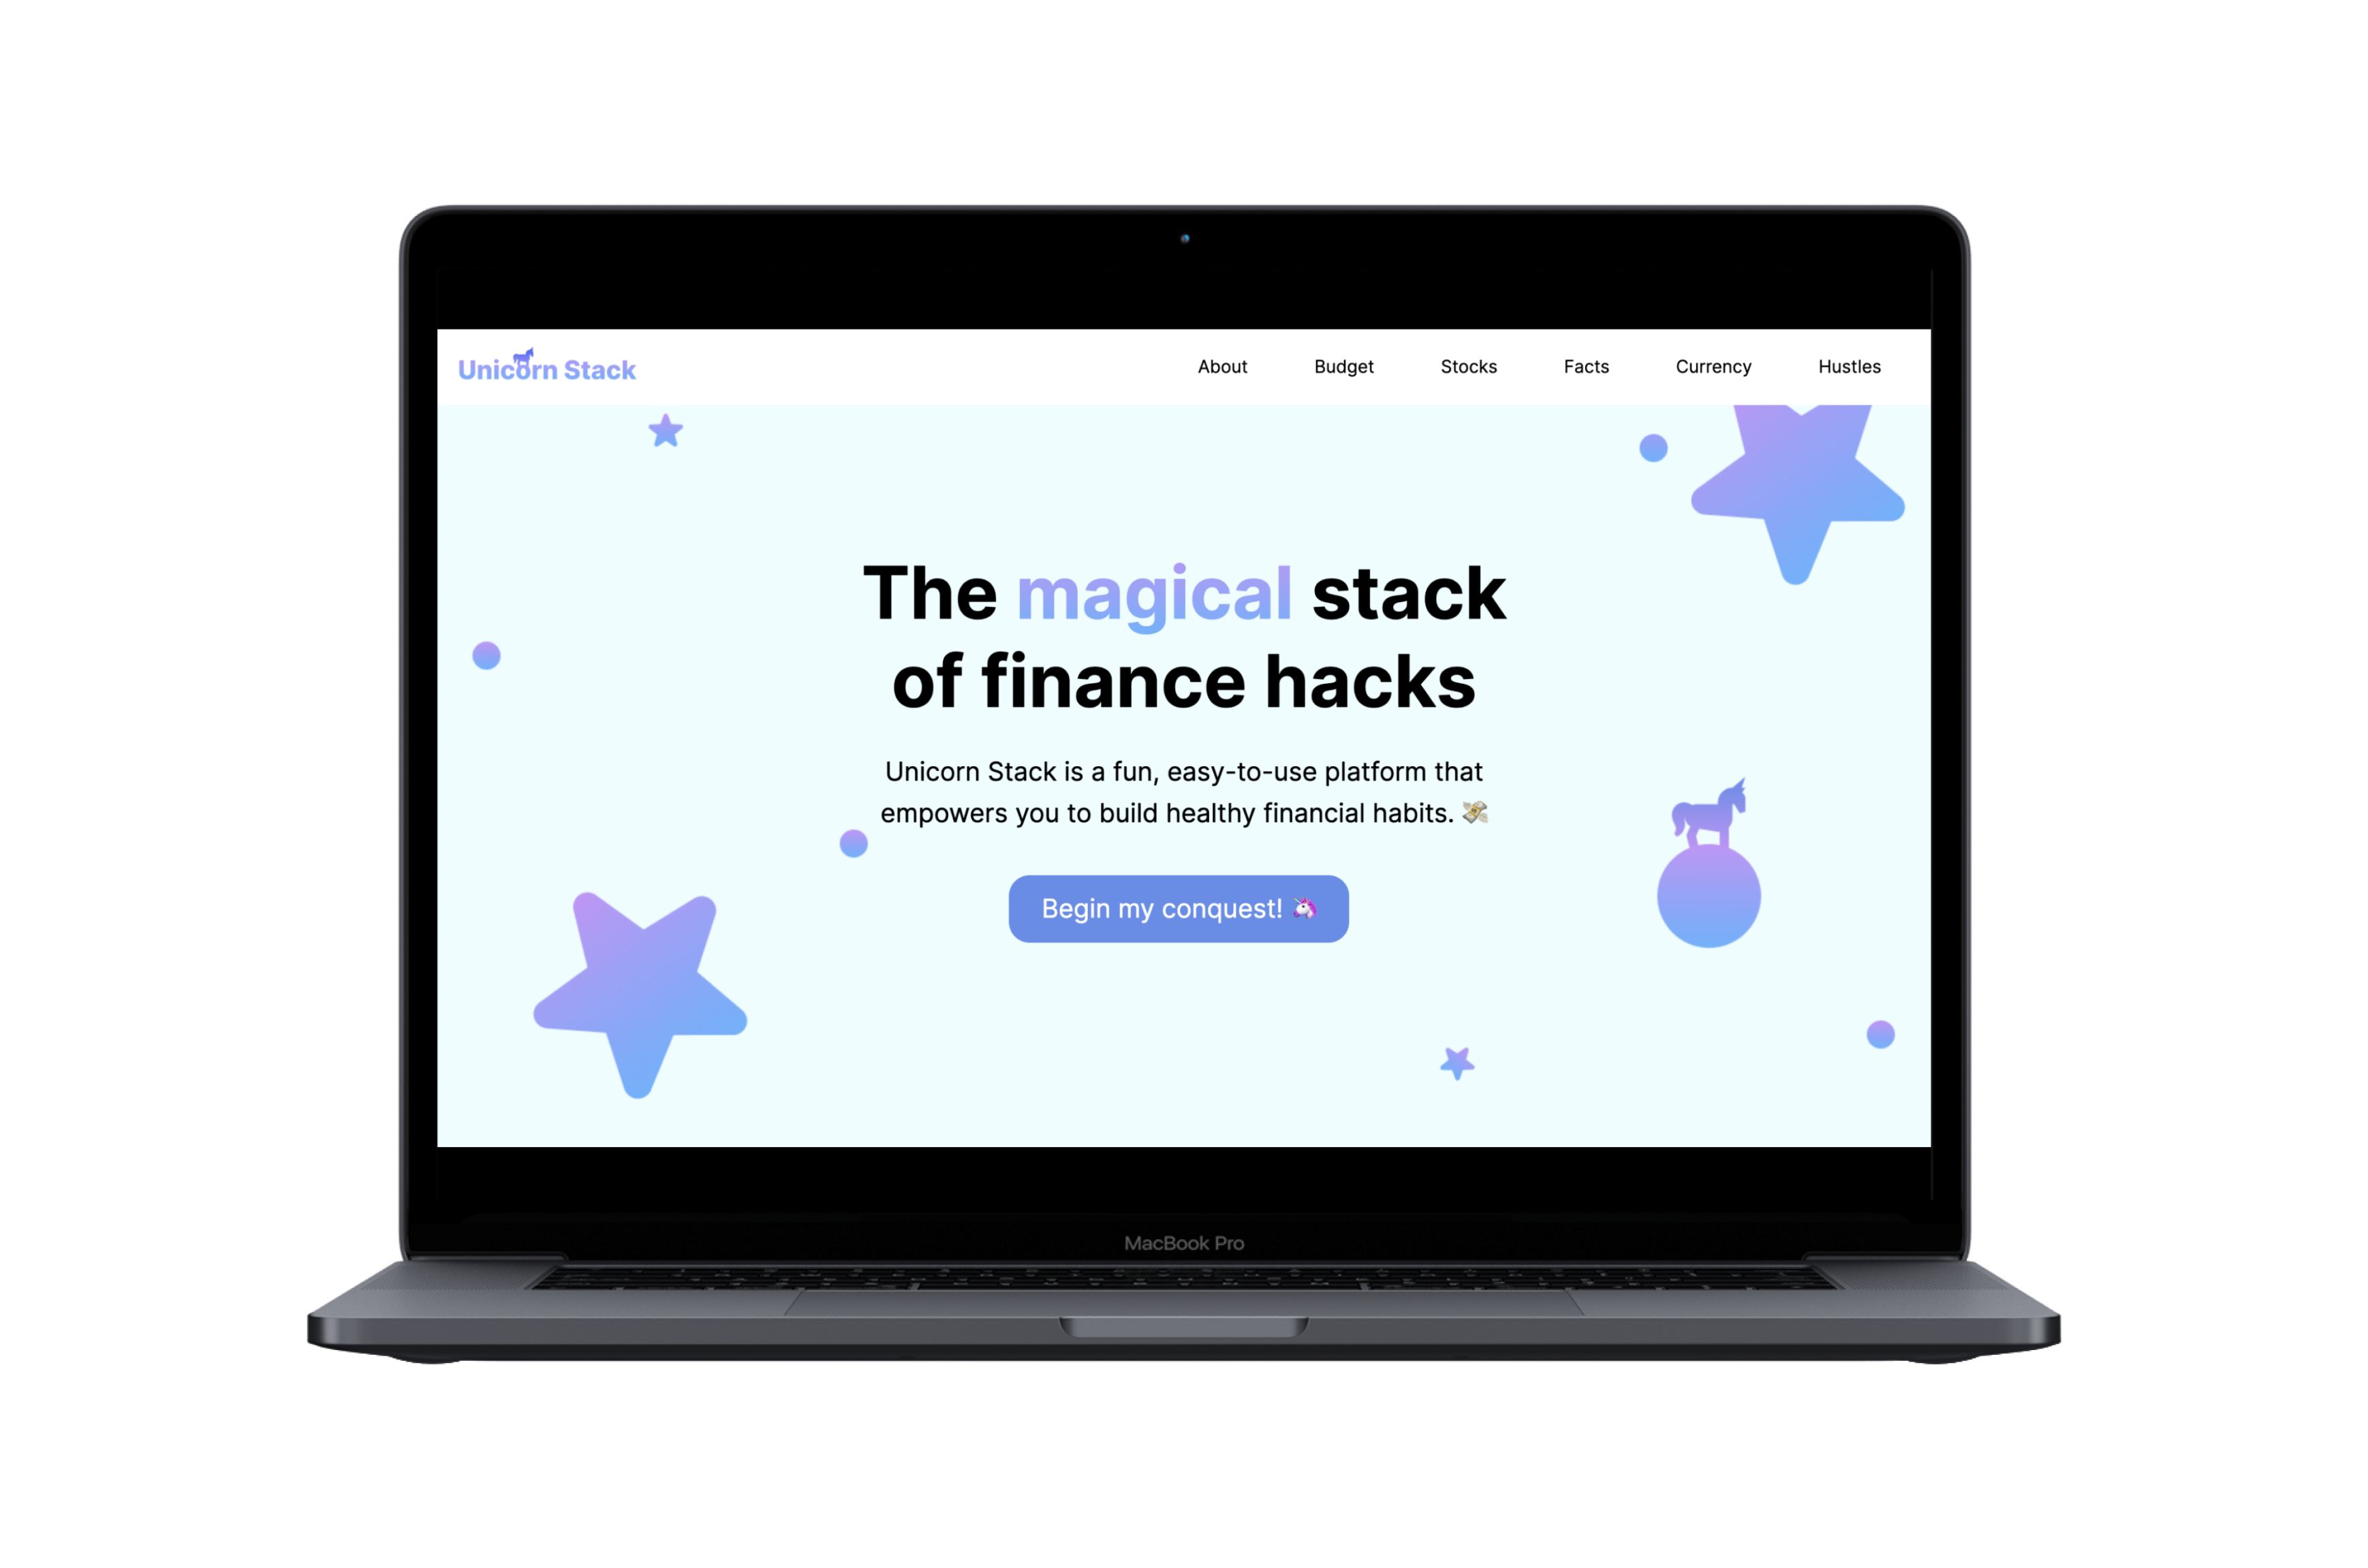 Unicorn Stack
About Budget Stocks Facts Currency Hustles
The magical stack
of finance hacks
Unicorn Stack is a fun, easy-to-use platform that
empowers you to build healthy financial habits. 💸
Begin my conquest! 🦄
MacBook Pro